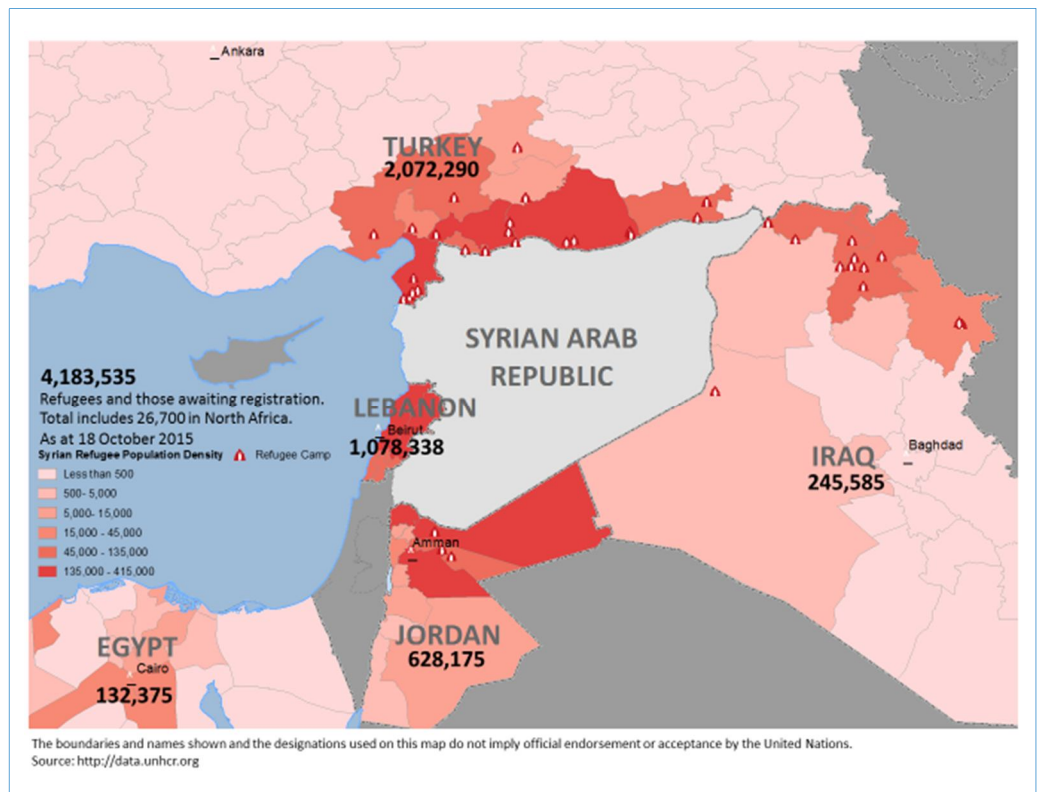 Ankara
TURKEY
2,072,290
SYRIAN ARAB
REPUBLIC
4,183,535
Refugees and those awaiting registration.
Total includes 26,700 in North Africa.
As at 18 October 2015
Syrian Refugee Population Density
Refugee Camp
Less than 500
500- 5,000
5,000- 15,000
15,000 - 45,000
45,000 - 135,000
135,000 - 415,000
LEBANON
Beirut
1,078,338
IRAQ
245,585
Baghdad
Amman
JORDAN
628,175
EGYPT
Cairo
132,375
The boundaries and names shown and the designations used on this map do not imply official endorsement or acceptance by the United Nations.
Source: http://data.unhcr.org